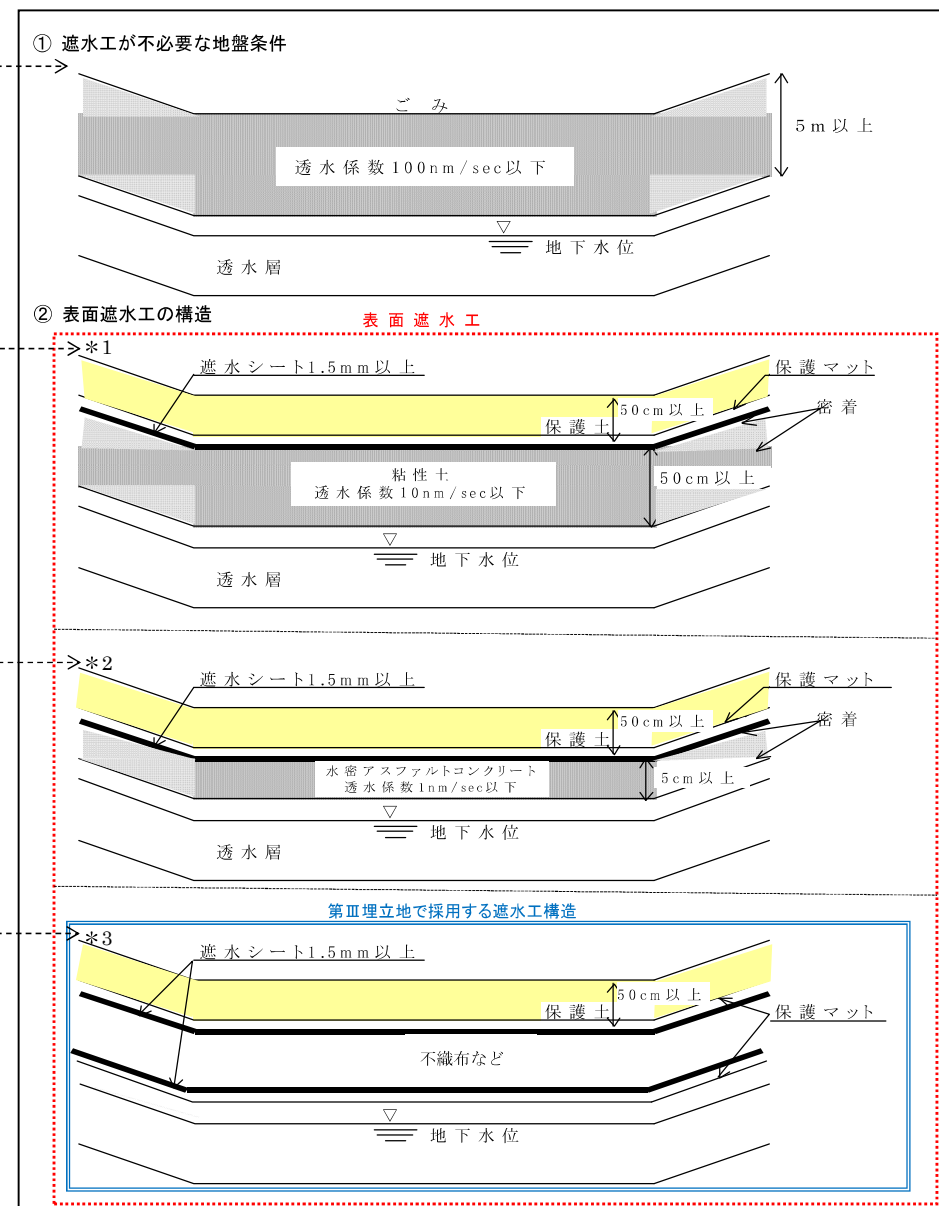 ① 遮水工が不必要な地盤条件
ごみ
5m以上
透水係数100nm/sec以下
▽
地下水位
透水層
② 表面遮水工の構造
表面遮水工
*1
遮水シート1.5mm以上
保護マット
50cm以上
密着
保護土
粘性土
透水係数10nm/sec以下
50cm以上
▽
地下水位
透水層
*2
遮水シート1.5mm以上
保護マット
50cm以上
密着
保護土
水密アスファルトコンクリート
透水係数1nm/sec以下
5cm以上
▽
地下水位
透水層
第Ⅲ埋立地で採用する遮水工構造
*3
遮水シート1.5mm以上
50cm以上
保護土
保護マット
不織布など
▽
地下水位